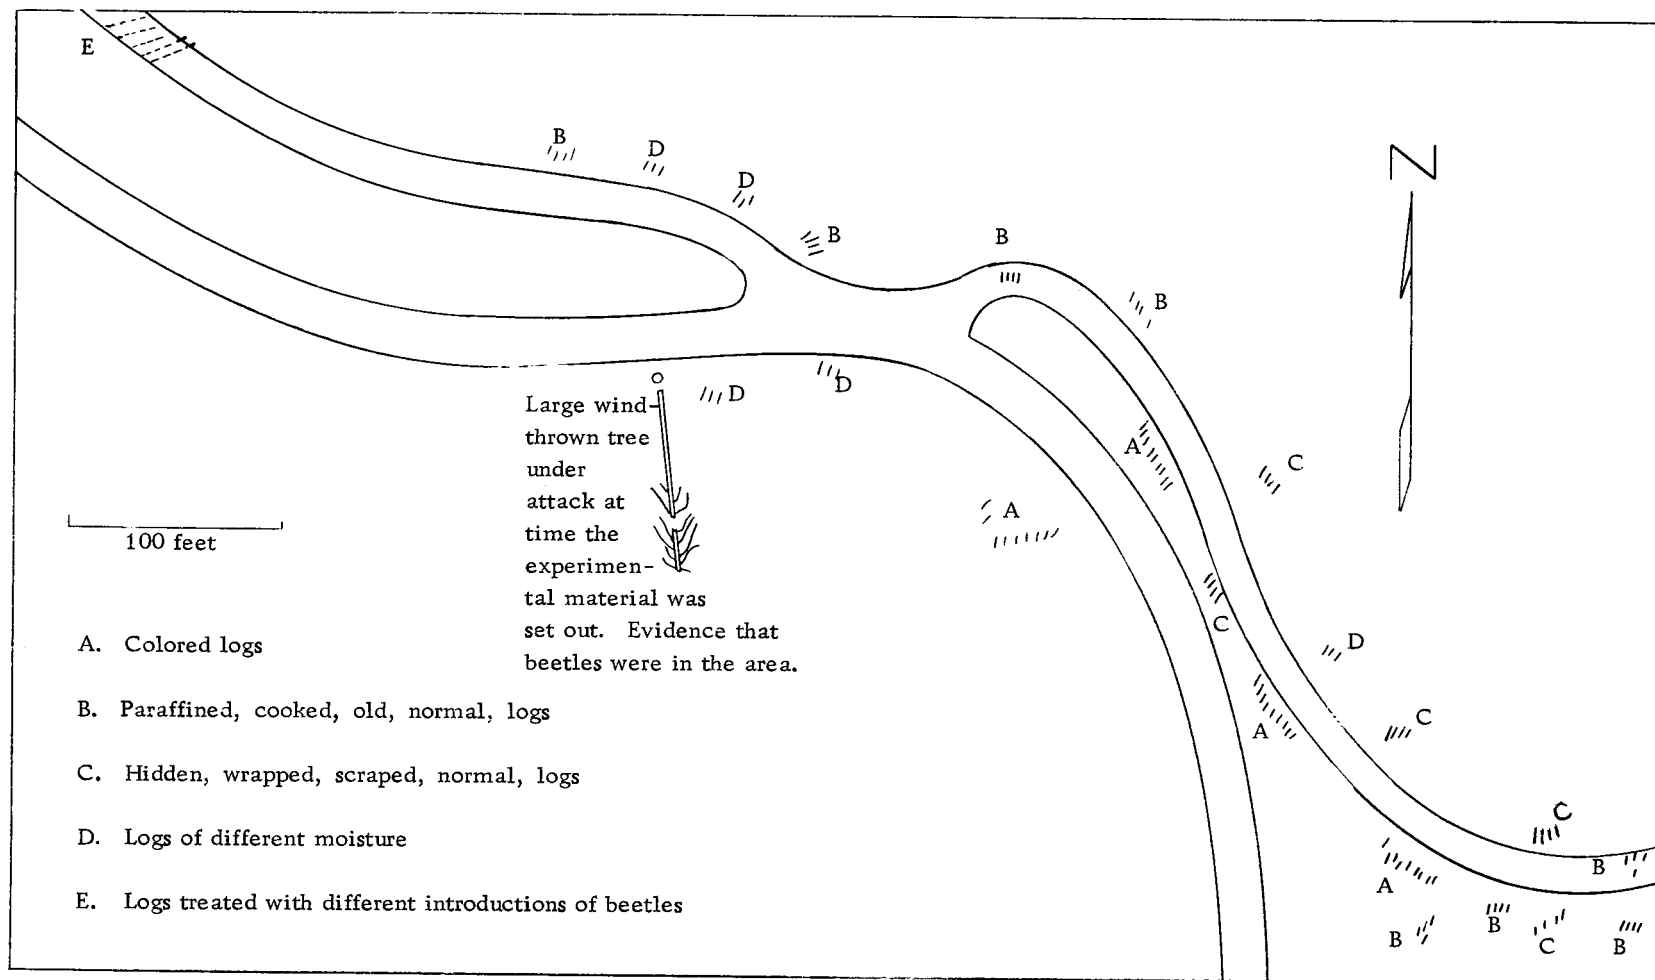 E
B
D
D
B
B
B
N
D
D
Large wind-
thrown tree
under
attack at
time the
experimen-
tal material was
set out. Evidence that
beetles were in the area.
A
C
A
100 feet
C
D
A
C
C
B
A
B
B
C
B
A. Colored logs
B. Paraffined, cooked, old, normal, logs
C. Hidden, wrapped, scraped, normal, logs
D. Logs of different moisture
E. Logs treated with different introductions of beetles